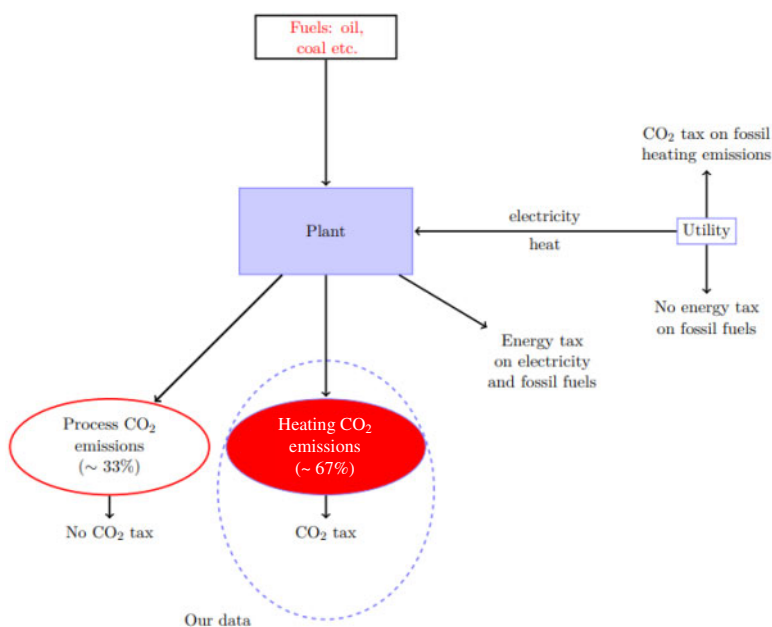 Fuels: oil,
coal etc.
CO₂ tax on fossil
heating emissions
electricity
Plant
Utility
heat
No energy tax
on fossil fuels
Energy tax
on electricity
and fossil fuels
Process CO₂
emissions
(∼ 33%)
Heating CO₂
emissions
(~ 67%)
No CO₂ tax
CO₂ tax
Our data